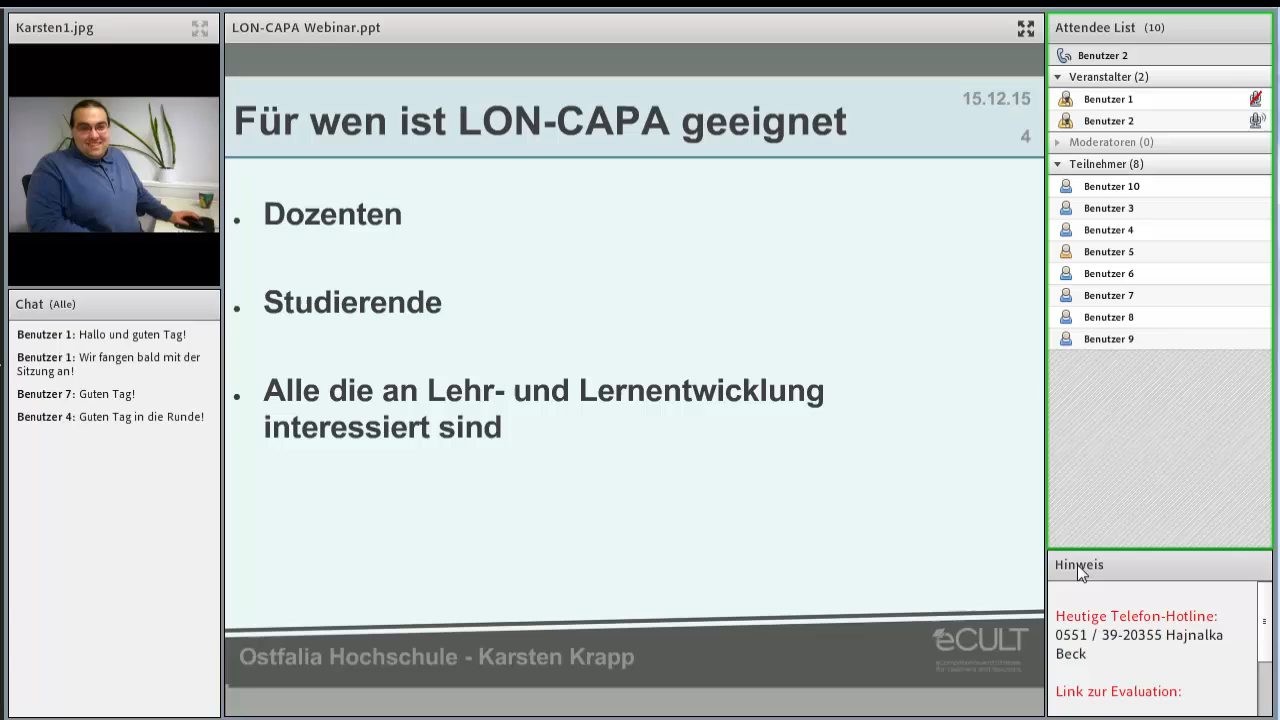 Karsten1.jpg
Chat (Alle)
Benutzer 1: Hallo und guten Tag!
Benutzer 1: Wir fangen bald mit der
Sitzung an!
Benutzer 7: Guten Tag!
Benutzer 4: Guten Tag in die Runde!
LON-CAPA Webinar.ppt
Für wen ist LON-CAPA geeignet
15.12.15
4
Dozenten
Studierende
Alle die an Lehr- und Lernentwicklung
interessiert sind
Ostfalia Hochschule - Karsten Krapp
eCULT
Attendee List (10)
Benutzer 2
Veranstalter (2)
Benutzer 1
Benutzer 2
Moderatoren (0)
Teilnehmer (8)
Benutzer 10
Benutzer 3
Benutzer 4
Benutzer 5
Benutzer 6
Benutzer 7
Benutzer 8
Benutzer 9
Hinweis
Heutige Telefon-Hotline:
0551 / 39-20355 Hajnalka
Beck
Link zur Evaluation: